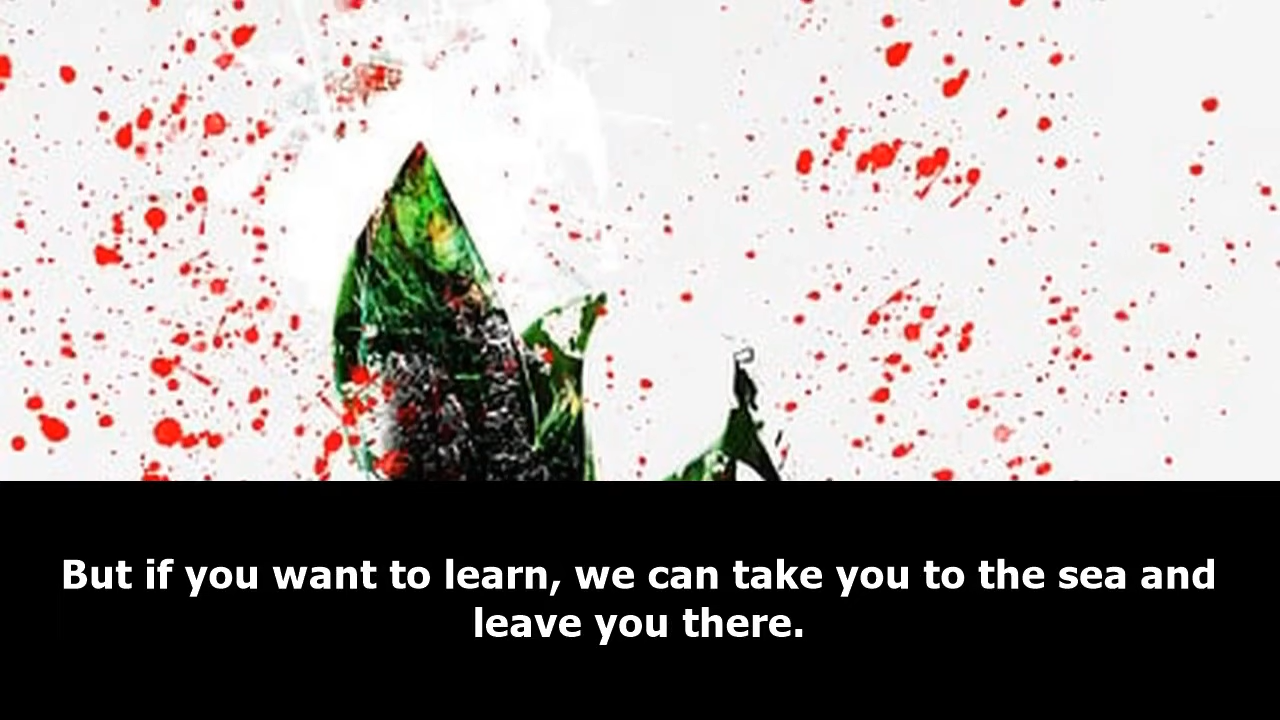 But if you want to learn, we can take you to the sea and
leave you there.